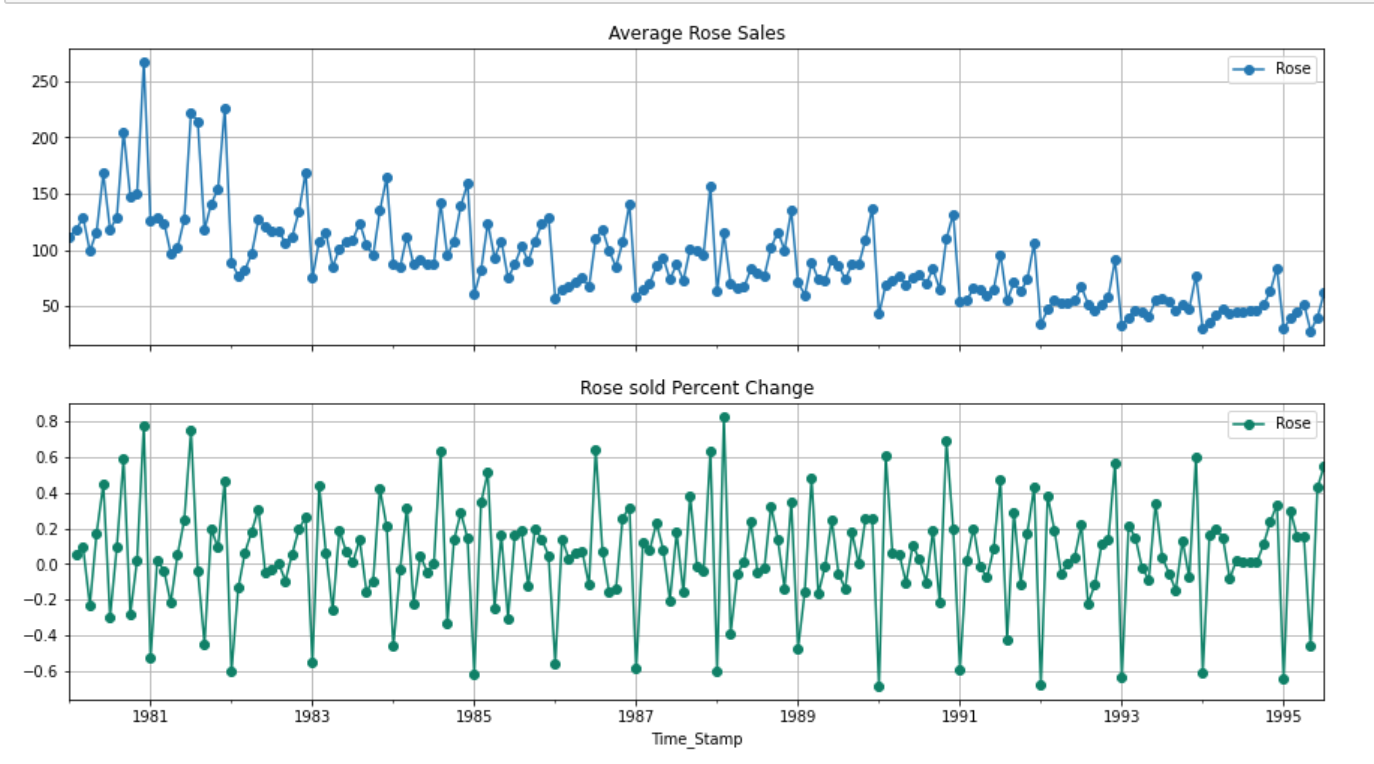 Average Rose Sales
Rose
250
200
150
100
50
Rose sold Percent Change
Rose
0.8
0.6
0.4
0.2
0.0
−0.2
−0.4
−0.6
1981 1983 1985 1987 1989 1991 1993 1995
Time_Stamp